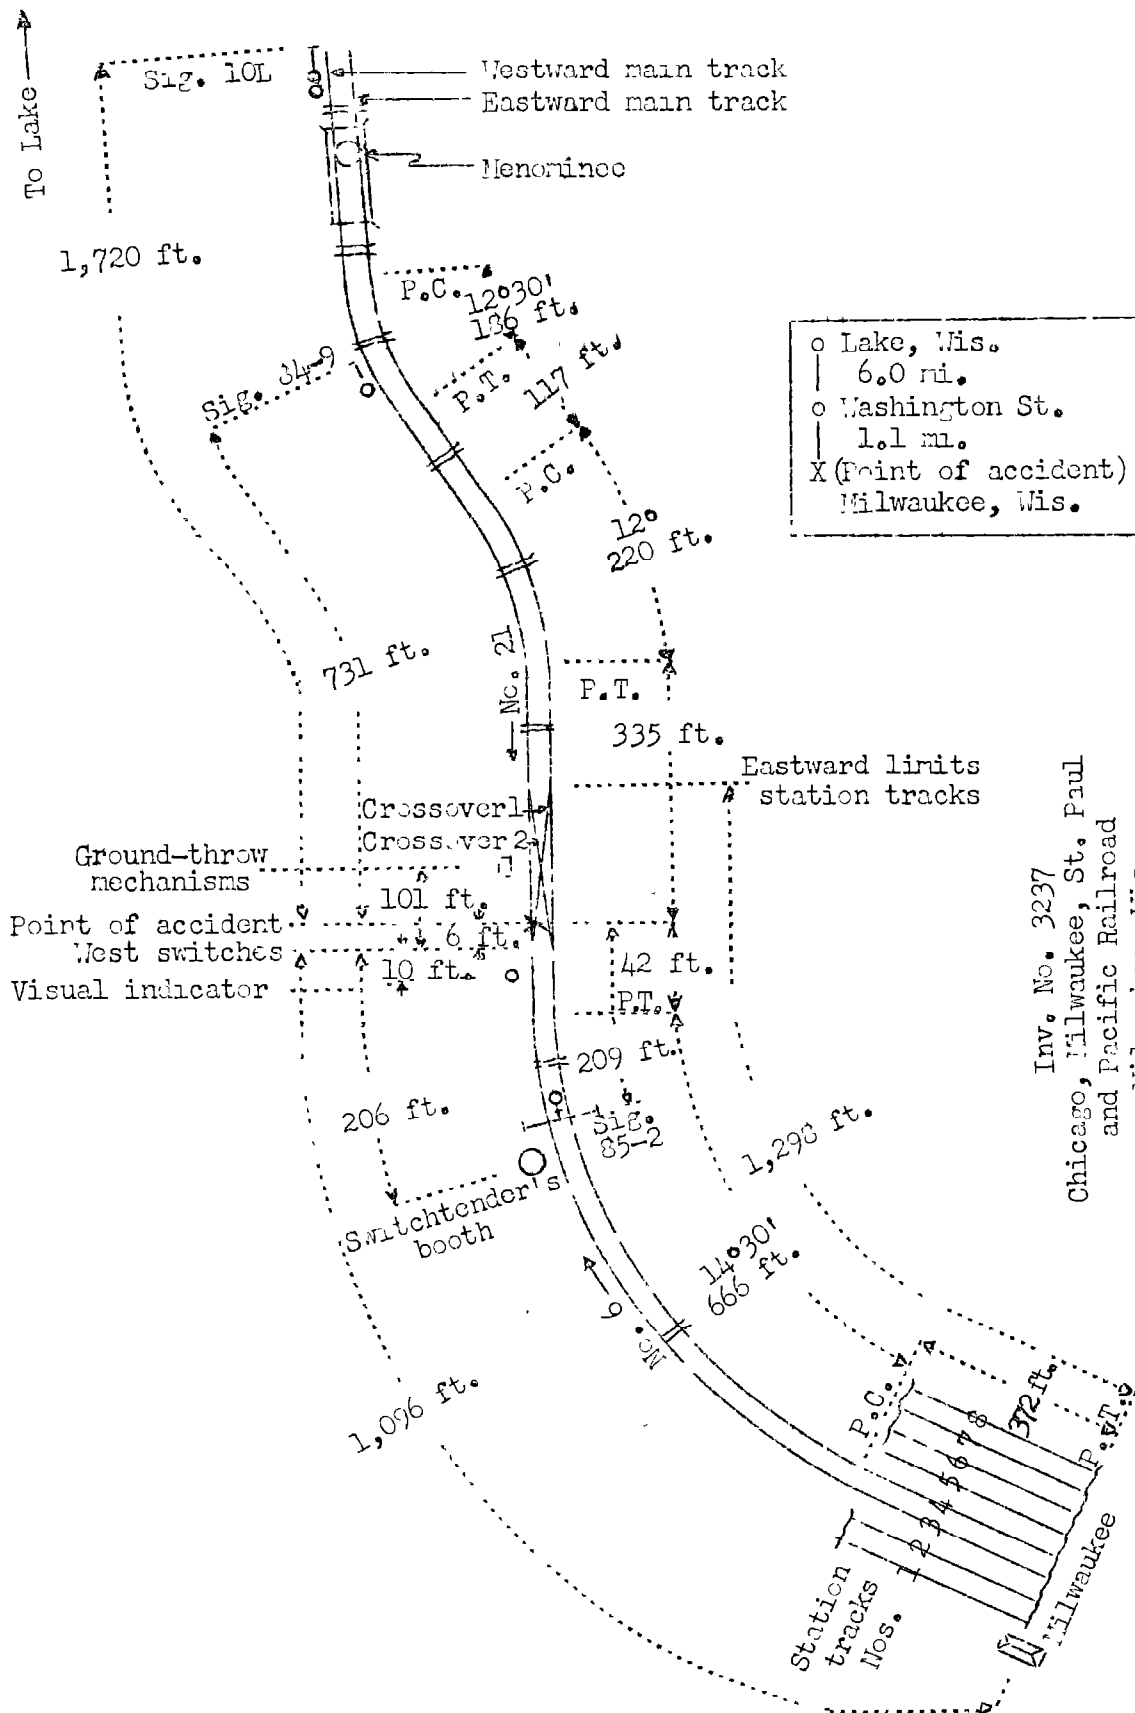 To Lake
Sig. 10L
Westward main track
Eastward main track
Menominee
1,720 ft.
P.C.
12°30'
186 ft.
Sig. 84-9
P.T.
117 ft.
P.C.
o Lake, Wis.
6.0 mi.
o Washington St.
1.1 mi.
X (Point of accident)
Milwaukee, Wis.
12°
220 ft.
731 ft.
No. 21
P.T.
335 ft.
Eastward limits
station tracks
Crossover 1
Crossover 2
Ground-throw
mechanisms
101 ft.
Point of accident
6 ft.
West switches
10 ft.
Visual indicator
42 ft.
P.T.
209 ft.
Sig.
85-2
206 ft.
Switchtender's
booth
1,298 ft.
14°30'
666 ft.
No. 6
1,096 ft.
P.C.
372 ft.
P.T.
1 2 3 4 5 6 7 8
Station
tracks
Nos.
Milwaukee
Inv. No. 3237
Chicago, Milwaukee, St. Paul
and Pacific Railroad